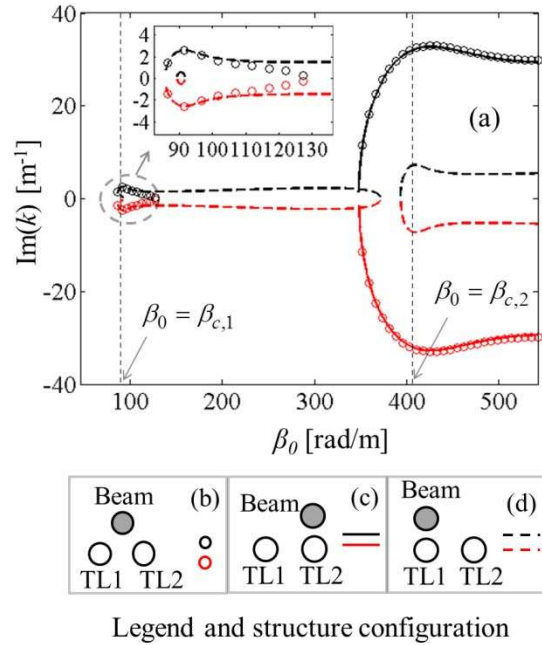 4
2
0
-2
-4
90 100 110 120 130
(a)
40
20
0
-20
-40
Im(k) [m⁻¹]
β₀ = β_c,1
β₀ = β_c,2
100 200 300 400 500
β₀ [rad/m]
Beam (b)
TL1 TL2
Beam (c)
TL1 TL2
Beam (d)
TL1 TL2
Legend and structure configuration